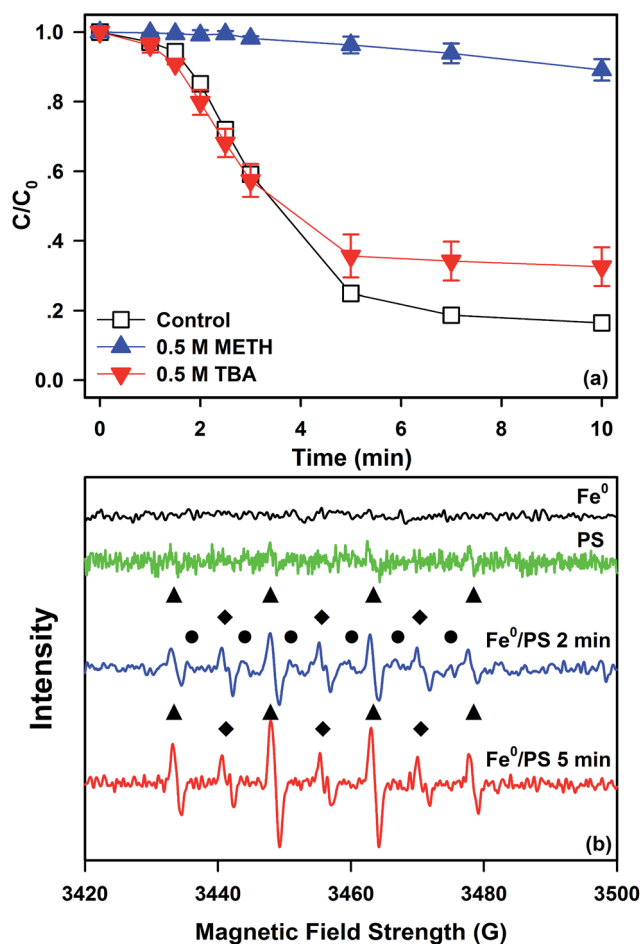 1.0
.8
.6
.4
.2
0.0
C/C₀
Control
0.5 M METH
0.5 M TBA
(a)
0 2 4 6 8 10
Time (min)
Fe⁰
PS
Fe⁰/PS 2 min
Fe⁰/PS 5 min
(b)
Intensity
3420 3440 3460 3480 3500
Magnetic Field Strength (G)